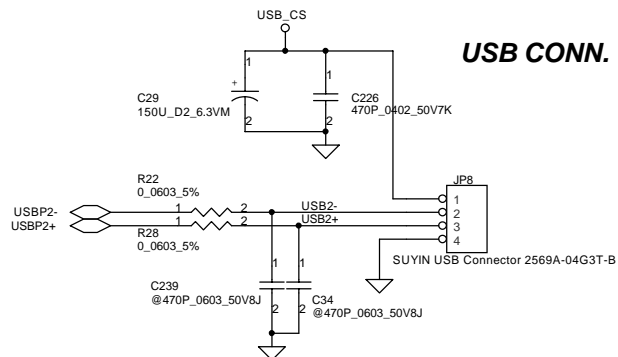 USB_CS
USB CONN.
1
1
+
C29
150U_D2_6.3VM
C226
470P_0402_50V7K
2
2
R22
0_0603_5%
JP8
1
USBP2-
1
2
USB2-
2
USBP2+
1
2
USB2+
3
4
R28
0_0603_5%
SUYIN USB Connector 2569A-04G3T-B
1
1
C239
@470P_0603_50V8J
2
2
C34
@470P_0603_50V8J